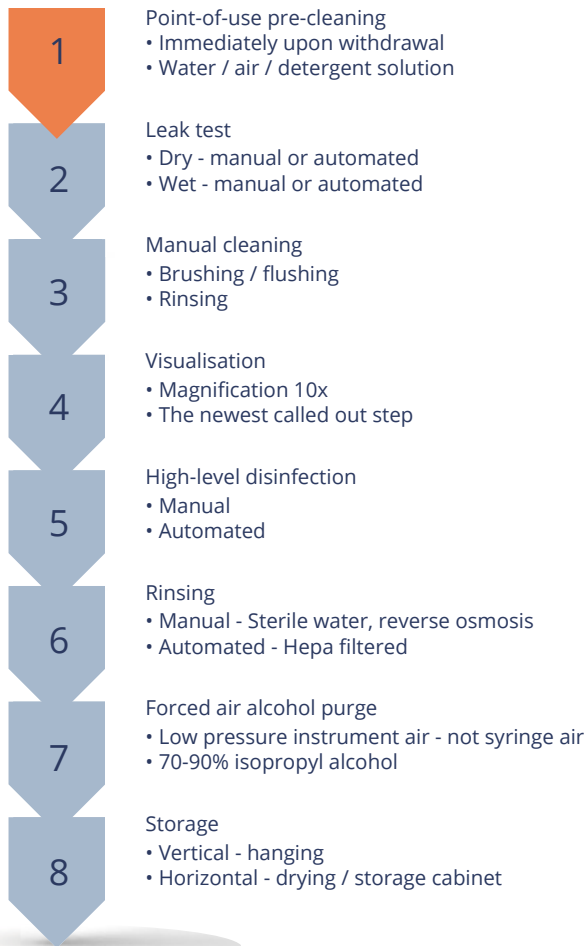 1
Point-of-use pre-cleaning
• Immediately upon withdrawal
• Water / air / detergent solution
2
Leak test
• Dry - manual or automated
• Wet - manual or automated
3
Manual cleaning
• Brushing / flushing
• Rinsing
4
Visualisation
• Magnification 10x
• The newest called out step
5
High-level disinfection
• Manual
• Automated
6
Rinsing
• Manual - Sterile water, reverse osmosis
• Automated - Hepa filtered
7
Forced air alcohol purge
• Low pressure instrument air - not syringe air
• 70-90% isopropyl alcohol
8
Storage
• Vertical - hanging
• Horizontal - drying / storage cabinet